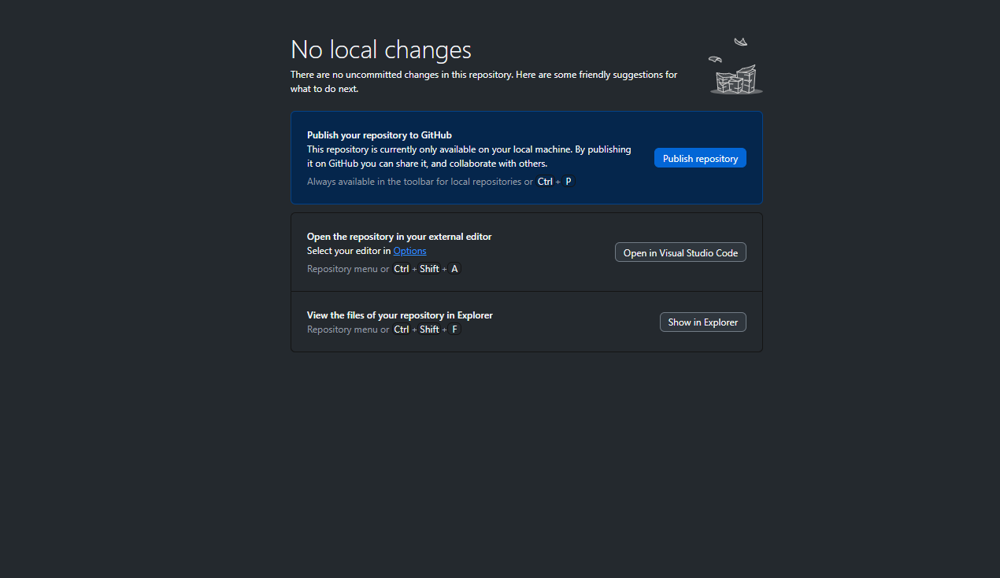 No local changes
There are no uncommitted changes in this repository. Here are some friendly suggestions for
what to do next.
Publish your repository to GitHub
This repository is currently only available on your local machine. By publishing
it on GitHub you can share it, and collaborate with others.
Always available in the toolbar for local repositories or Ctrl + P
Publish repository
Open the repository in your external editor
Select your editor in Options
Repository menu or Ctrl + Shift + A
Open in Visual Studio Code
View the files of your repository in Explorer
Repository menu or Ctrl + Shift + F
Show in Explorer